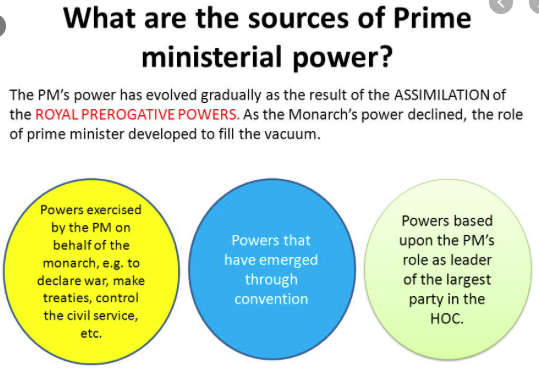 What are the sources of Prime
ministerial power?
The PM's power has evolved gradually as the result of the ASSIMILATION of
the ROYAL PREROGATIVE POWERS. As the Monarch's power declined, the role
of prime minister developed to fill the vacuum.
Powers exercised
by the PM on
behalf of the
monarch, e.g. to
declare war, make
treaties, control
the civil service,
etc.
Powers that
have emerged
through
convention
Powers based
upon the PM's
role as leader
of the largest
party in the
HOC.